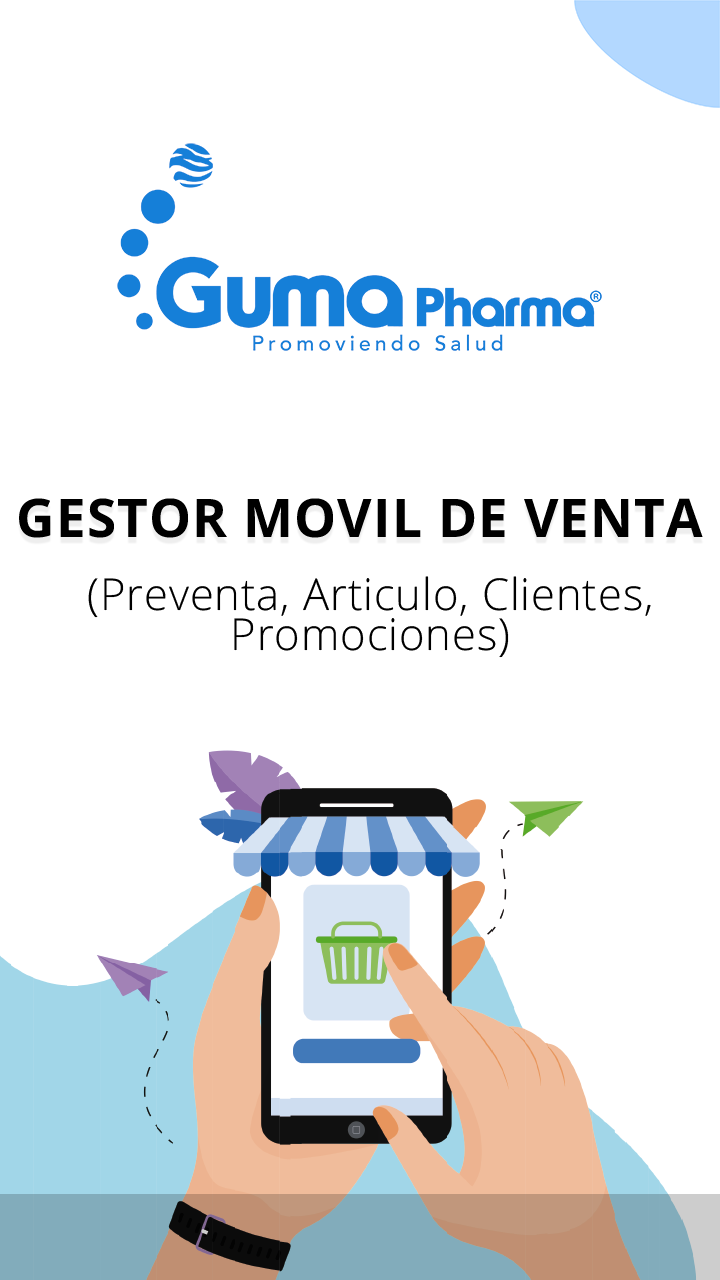 Guma Pharma®
Promoviendo Salud
GESTOR MOVIL DE VENTA
(Preventa, Articulo, Clientes,
Promociones)